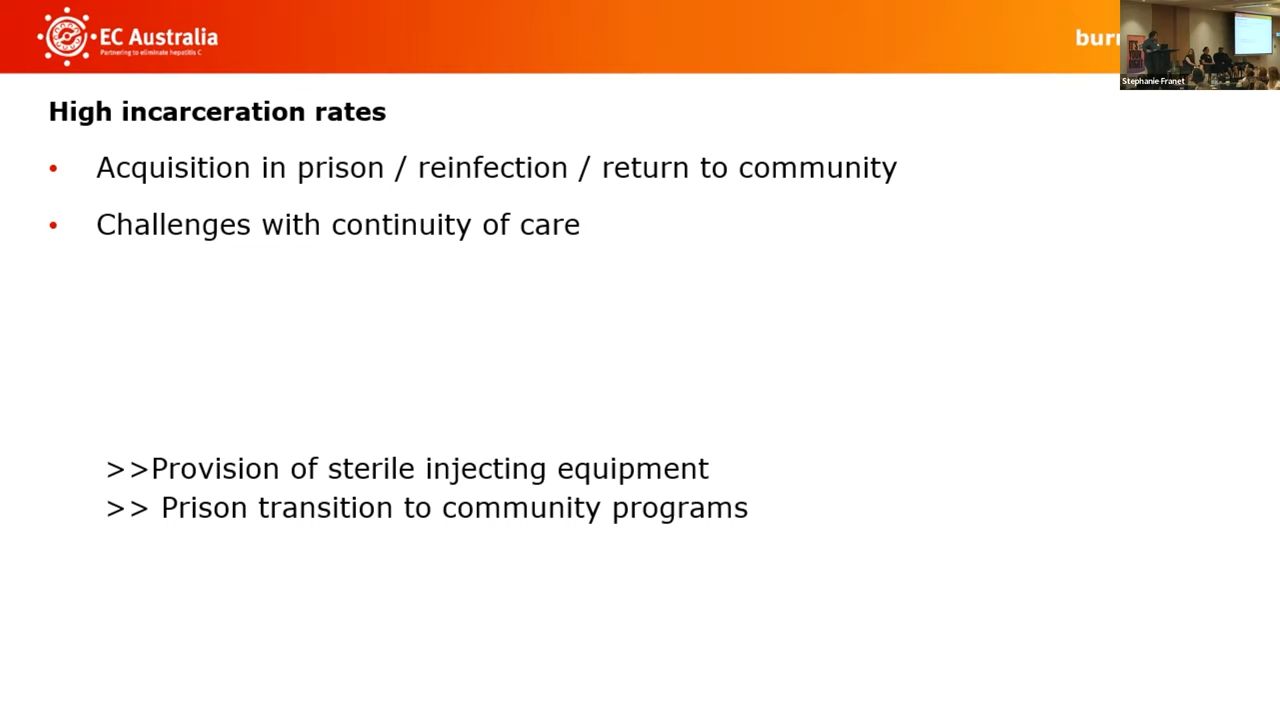 EC Australia
Partnering to eliminate hepatitis C
Stephanie Franet
High incarceration rates
• Acquisition in prison / reinfection / return to community
• Challenges with continuity of care
>>Provision of sterile injecting equipment
>> Prison transition to community programs